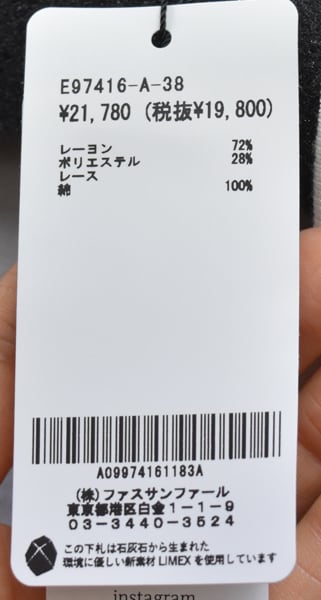 E97416-A-38
¥21,780 (税抜¥19,800)
レーヨン 72%
ポリエステル 28%
レース
綿 100%
A09974161183A
(株)ファスサンファール
東京都港区白金1-1-9
03-3440-3524
この下札は石灰石から生まれた
環境に優しい新素材 LIMEX を使用しています
instagram